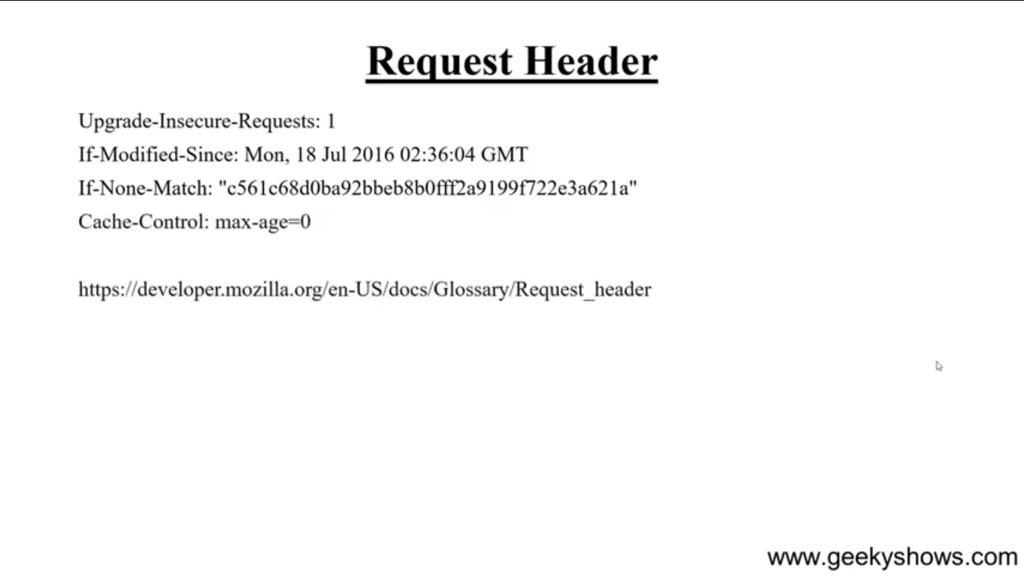 Request Header
Upgrade-Insecure-Requests: 1
If-Modified-Since: Mon, 18 Jul 2016 02:36:04 GMT
If-None-Match: "c561c68d0ba92bbeb8b0fff2a9199f722e3a621a"
Cache-Control: max-age=0
https://developer.mozilla.org/en-US/docs/Glossary/Request_header
www.geekyshows.com